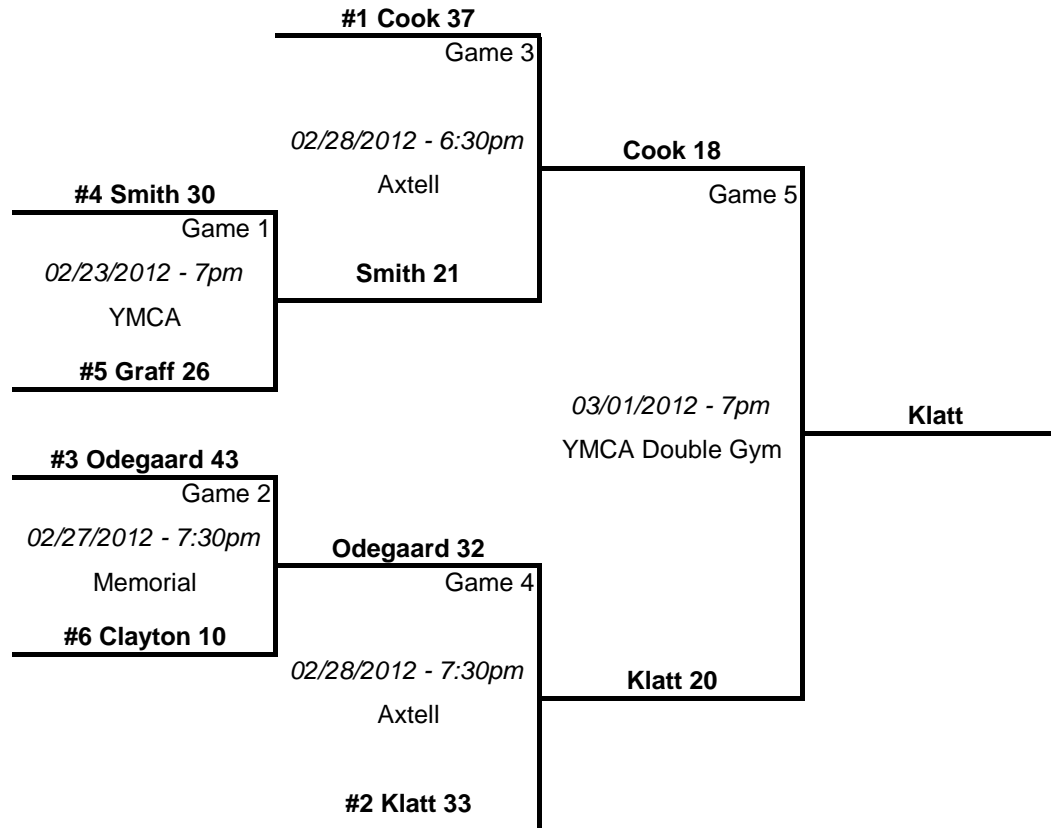 #1 Cook 37
Game 3
02/28/2012 - 6:30pm
Axtell
Cook 18
Game 5
#4 Smith 30
Game 1
02/23/2012 - 7pm
YMCA
Smith 21
#5 Graff 26
03/01/2012 - 7pm
YMCA Double Gym
Klatt
#3 Odegaard 43
Game 2
02/27/2012 - 7:30pm
Memorial
Odegaard 32
Game 4
#6 Clayton 10
02/28/2012 - 7:30pm
Axtell
Klatt 20
#2 Klatt 33